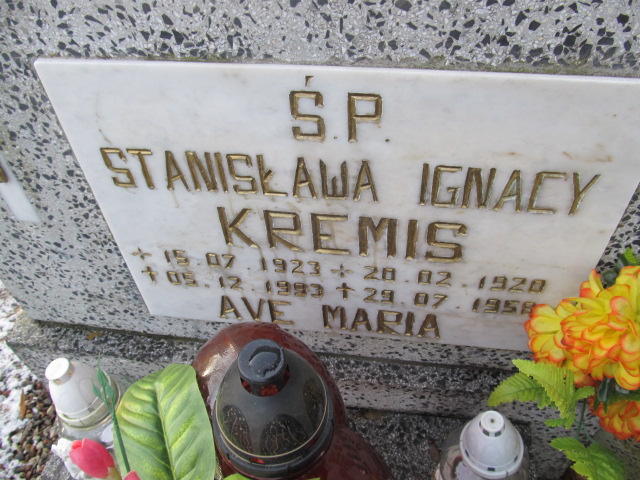 Ś.P.
STANISŁAWA IGNACY
KREMIS
+ 15.07.1923 + 20.02.1920
+ 05.12.1993 + 29.07.1958
AVE MARIA